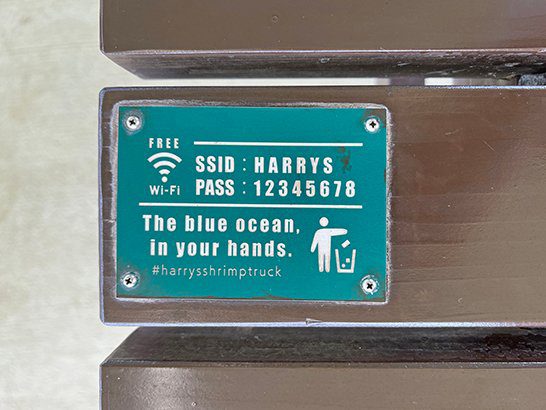 FREE
Wi-Fi
SSID : HARRYS
PASS : 12345678
The blue ocean,
in your hands.
#harrysshrimptruck